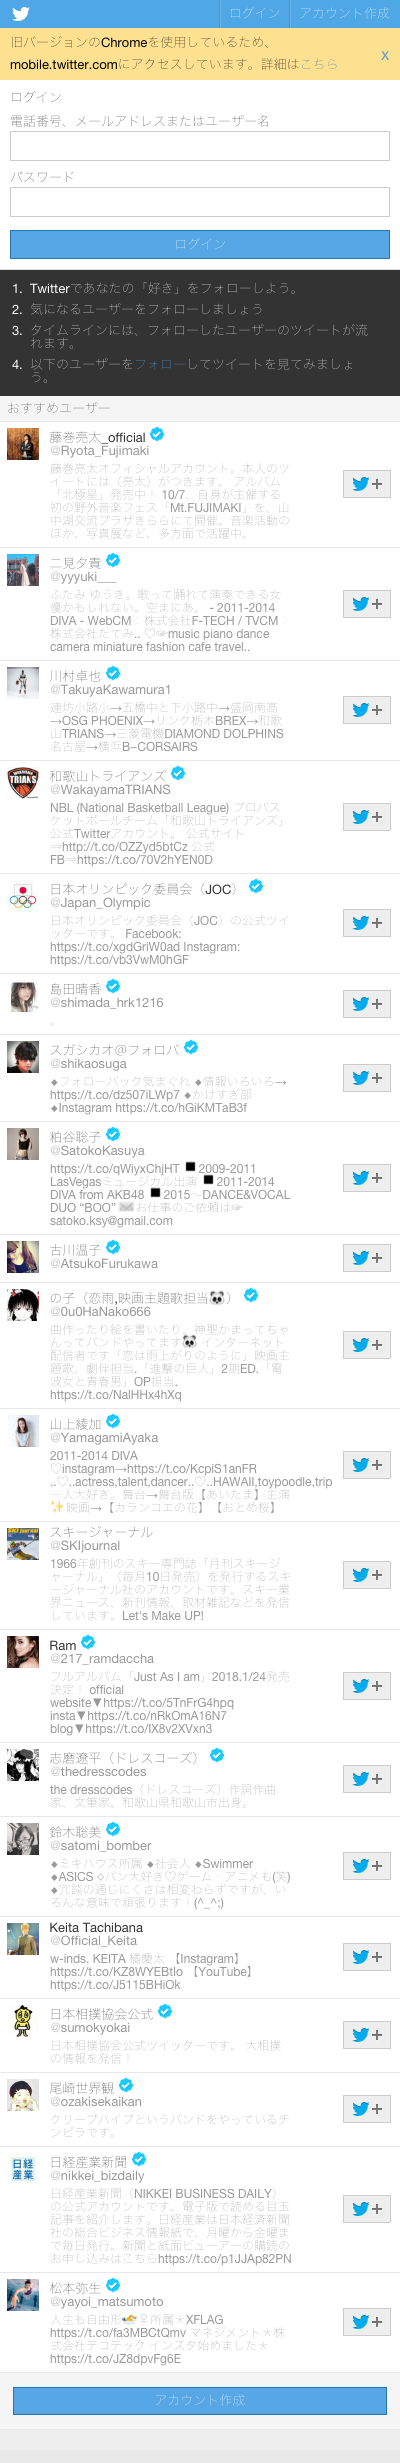 ログイン アカウント作成
旧バージョンのChromeを使用しているため、
mobile.twitter.comにアクセスしています。詳細はこちら
x
ログイン
電話番号、メールアドレスまたはユーザー名
パスワード
ログイン
1. Twitterであなたの「好き」をフォローしよう。
2. 気になるユーザーをフォローしましょう
3. タイムラインには、フォローしたユーザーのツイートが流
れます。
4. 以下のユーザーをフォローしてツイートを見てみましょ
う。
おすすめユーザー
藤巻亮太_official
@Ryota_Fujimaki
藤巻亮太オフィシャルアカウント。本人のツ
イートには（亮太）がつきます。 アルバム
「北極星」発売中！ 10/7、自身が主催する
初の野外音楽フェス「Mt.FUJIMAKI」を、山
中湖交流プラザきららにて開催。音楽活動の
ほか、写真展など、多方面で活躍中。
二見夕貴
@yyyuki___
ふたみ ゆうき。歌って踊れて演奏できる女
優かもしれない。空まにあ。 - 2011-2014
DIVA - WebCM：株式会社F-TECH / TVCM：
株式会社たてみ.. ♡☞music piano dance
camera miniature fashion cafe travel..
川村卓也
@TakuyaKawamura1
連坊小路小→五橋中と下小路中→盛岡南高
→OSG PHOENIX→リンク栃木BREX→和歌
山TRIANS→三菱電機DIAMOND DOLPHINS
名古屋→横浜B−CORSAIRS
和歌山トライアンズ
@WakayamaTRIANS
NBL (National Basketball League) プロバス
ケットボールチーム「和歌山トライアンズ」
公式Twitterアカウント。 公式サイト
⇒http://t.co/OZZyd5btCz 公式
FB⇒https://t.co/70V2hYEN0D
日本オリンピック委員会（JOC）
@Japan_Olympic
日本オリンピック委員会（JOC）の公式ツイ
ッターです。 Facebook:
https://t.co/xgdGriW0ad Instagram:
https://t.co/vb3VwM0hGF
島田晴香
@shimada_hrk1216
。
スガシカオ＠フォロバ
@shikaosuga
◆フォローバック気まぐれ ◆情報いろいろ→
https://t.co/dz507iLWp7 ◆かけすぎ部
◆Instagram https://t.co/hGiKMTaB3f
粕谷聡子
@SatokoKasuya
https://t.co/qWiyxChjHT ◾2009-2011
LasVegasミュージカル出演 ◾2011-2014
DIVA from AKB48 ◾2015〜DANCE&VOCAL
DUO “BOO” ✉お仕事のご依頼は☞
satoko.ksy@gmail.com
古川温子
@AtsukoFurukawa
の子（恋雨,映画主題歌担当🐼）
@0u0HaNako666
曲作ったり絵を書いたり、神聖かまってちゃ
んってバンドやってます🐼 インターネット
配信者です「恋は雨上がりのように」映画主
題歌、劇伴担当.「進撃の巨人」2期ED.「電
波女と青春男」OP担当.
https://t.co/NaIHHx4hXq
山上綾加
@YamagamiAyaka
2011-2014 DIVA
♡instagram→https://t.co/KcpiS1anFR
..♡..actress,talent,dancer..♡..HAWAII,toypoodle,trip
一人大好き。舞台→舞台版【あいたま】主演
✨映画→【カランコエの花】【おとめ桜】
スキージャーナル
@SKIjournal
1966年創刊のスキー専門誌「月刊スキージ
ャーナル」（毎月10日発売）を発行するスキ
ージャーナル社のアカウントです。スキー業
界ニュース、新刊情報、取材雑記などを発信
しています。Let's Make UP!
Ram
@217_ramdaccha
フルアルバム「Just As I am」2018.1/24発売
決定！ official
website▼https://t.co/5TnFrG4hpq
insta▼https://t.co/nRkOmA16N7
blog▼https://t.co/IX8v2XVxn3
志磨遼平（ドレスコーズ）
@thedresscodes
the dresscodes（ドレスコーズ）作詞作曲
家、文筆家。和歌山県和歌山市出身。
鈴木聡美
@satomi_bomber
◆ミキハウス所属 ◆社会人 ◆Swimmer
◆ASICS ◇パン大好き♡ゲーム・アニメも(笑)
◆冗談の通じにくさは相変わらずですが、い
ろんな意味で頑張ります！(^_^;)
Keita Tachibana
@Official_Keita
w-inds. KEITA 橘慶太 【Instagram】
https://t.co/KZ8WYEBtIo 【YouTube】
https://t.co/J5115BHiOk
日本相撲協会公式
@sumokyokai
日本相撲協会公式ツイッターです。 大相撲
の情報を発信！
尾崎世界観
@ozakisekaikan
クリープハイプというバンドをやっているチ
ンピラです。
日経産業新聞
@nikkei_bizdaily
日経産業新聞（NIKKEI BUSINESS DAILY）
の公式アカウントです。電子版で読める目玉
記事を紹介します。日経産業は日本経済新聞
社の総合ビジネス情報紙で、月曜から金曜ま
で毎日発行。新聞と紙面ビューアーの購読の
お申し込みはこちらhttps://t.co/p1JJAp82PN
松本弥生
@yayoi_matsumoto
人生も自由形🏊‍♀所属＊XFLAG
https://t.co/fa3MBCtQmv マネジメント＊株
式会社テコテック インスタ始めました＊
https://t.co/JZ8dpvFg6E
アカウント作成